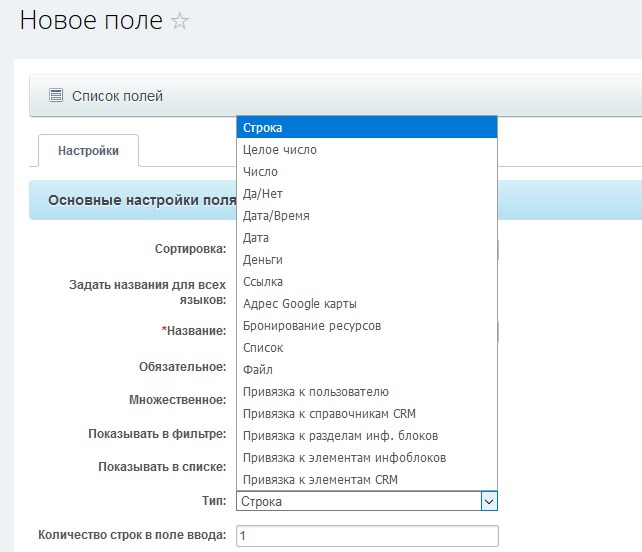 Новое поле
Список полей
Настройки
Основные настройки поля
Сортировка:
Задать названия для всех
языков:
*Название:
Обязательное:
Множественное:
Показывать в фильтре:
Показывать в списке:
Тип:
Строка
Целое число
Число
Да/Нет
Дата/Время
Дата
Деньги
Ссылка
Адрес Google карты
Бронирование ресурсов
Список
Файл
Привязка к пользователю
Привязка к справочникам CRM
Привязка к разделам инф. блоков
Привязка к элементам инфоблоков
Привязка к элементам CRM
Строка
Количество строк в поле ввода:
1